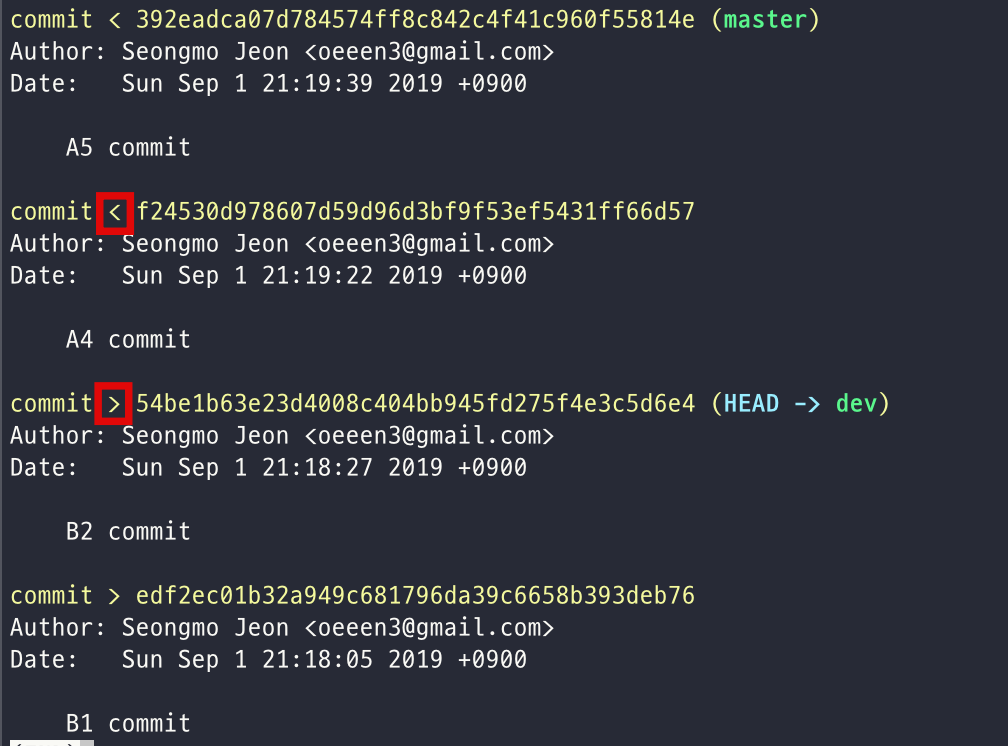 commit < 392eadca07d784574ff8c842c4f41c960f55814e (master)
Author: Seongmo Jeon <oeeen3@gmail.com>
Date:   Sun Sep 1 21:19:39 2019 +0900
    A5 commit
commit < f24530d978607d59d96d3bf9f53ef5431ff66d57
Author: Seongmo Jeon <oeeen3@gmail.com>
Date:   Sun Sep 1 21:19:22 2019 +0900
    A4 commit
commit > 54be1b63e23d4008c404bb945fd275f4e3c5d6e4 (HEAD -> dev)
Author: Seongmo Jeon <oeeen3@gmail.com>
Date:   Sun Sep 1 21:18:27 2019 +0900
    B2 commit
commit > edf2ec01b32a949c681796da39c6658b393deb76
Author: Seongmo Jeon <oeeen3@gmail.com>
Date:   Sun Sep 1 21:18:05 2019 +0900
    B1 commit